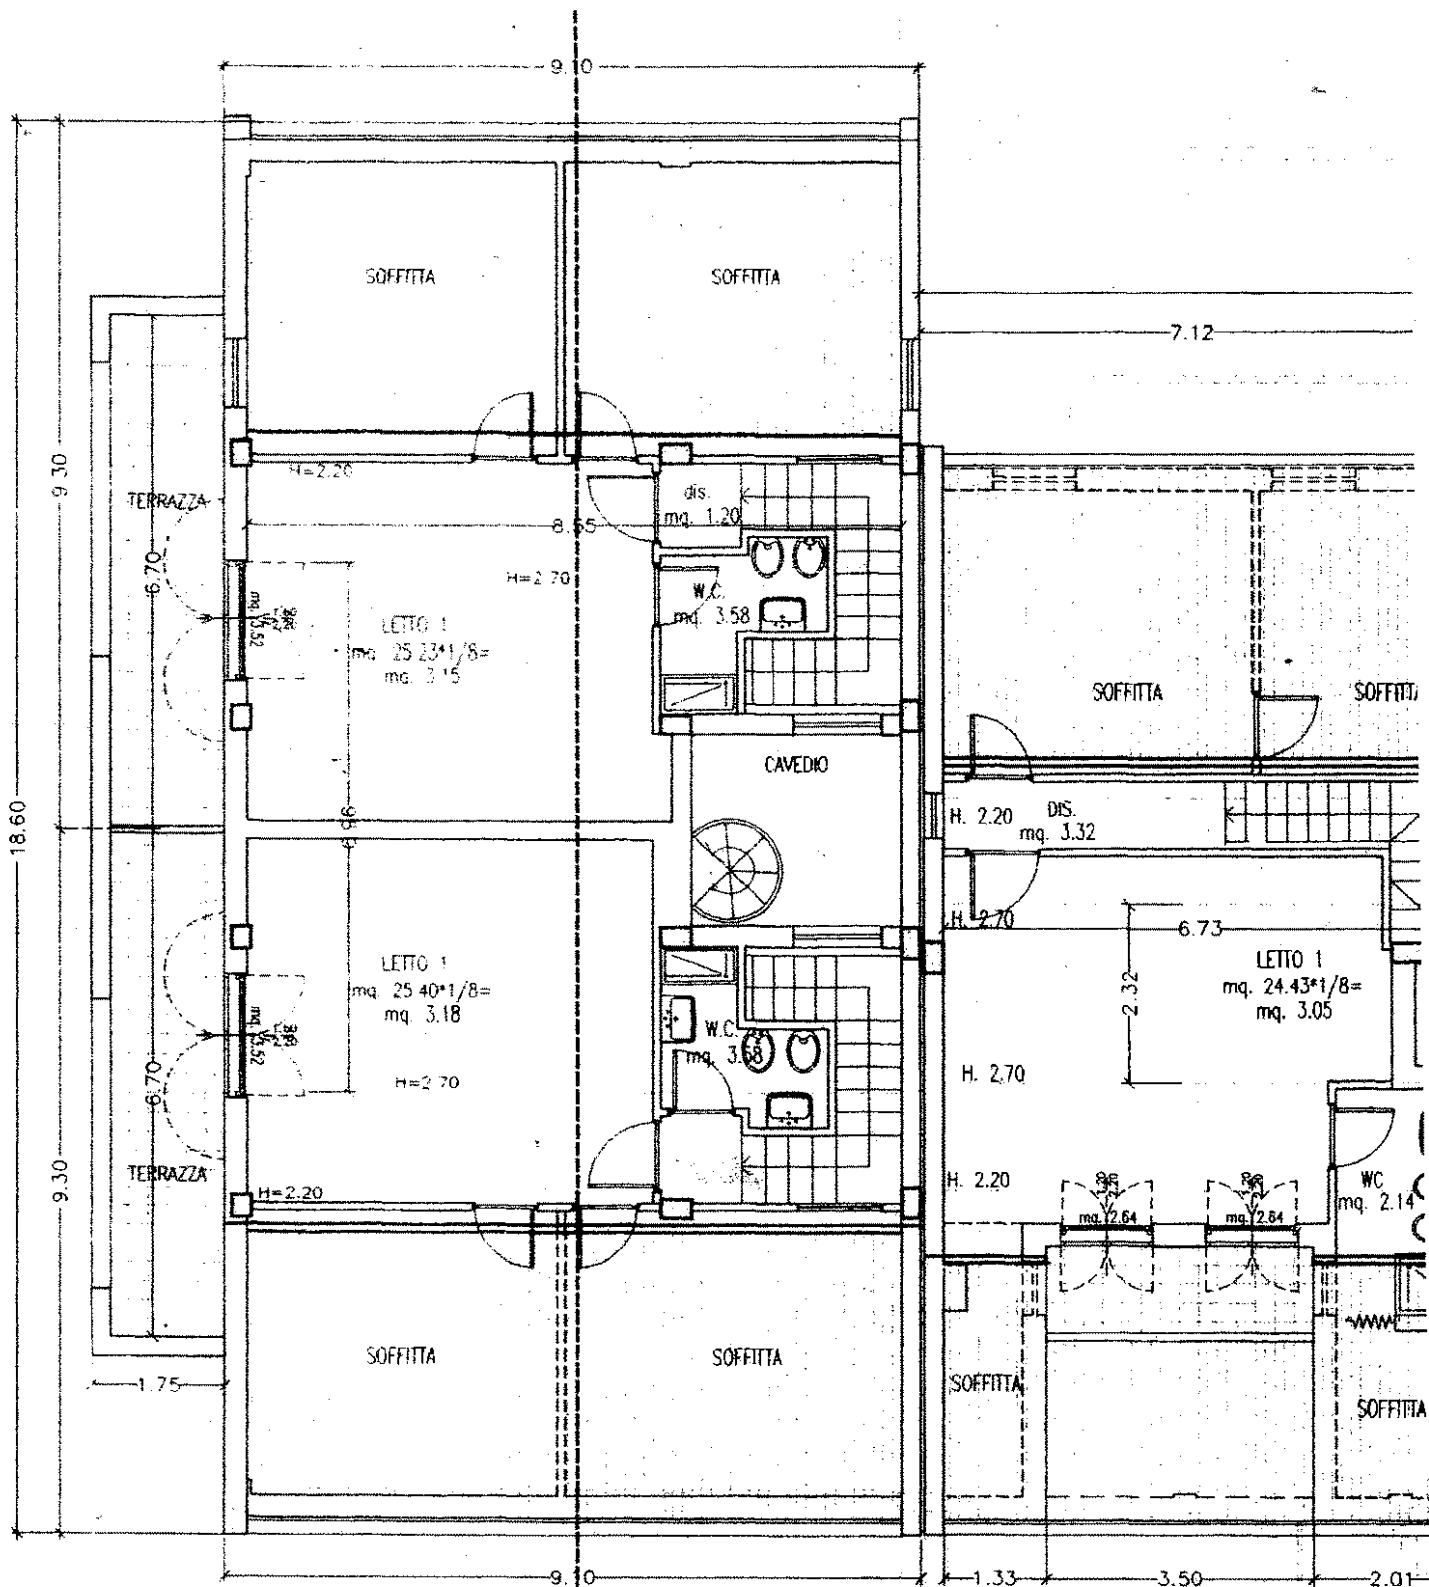 9.10
SOFFITTA
SOFFITTA
7.12
9.30
H=2.20
TERRAZZA
dis.
mq. 1.20
8.55
6.70
H=2.70
W.C.
mq. 3.58
LETTO 1
mq. 25.23*1/8=
mq. 3.15
SOFFITTA
SOFFITTA
CAVEDIO
18.60
H. 2.20
DIS.
mq. 3.32
H. 2.70
6.73
LETTO 1
mq. 25.40*1/8=
mq. 3.18
LETTO 1
mq. 24.43*1/8=
mq. 3.05
2.32
W.C.
mq. 3.58
H=2.70
H. 2.70
6.70
9.30
TERRAZZA
H=2.20
H. 2.20
mq. 2.64
mq. 2.64
WC
mq. 2.14
SOFFITTA
SOFFITTA
SOFFITTA
SOFFITTA
1.75
9.10
1.33
3.50
2.01